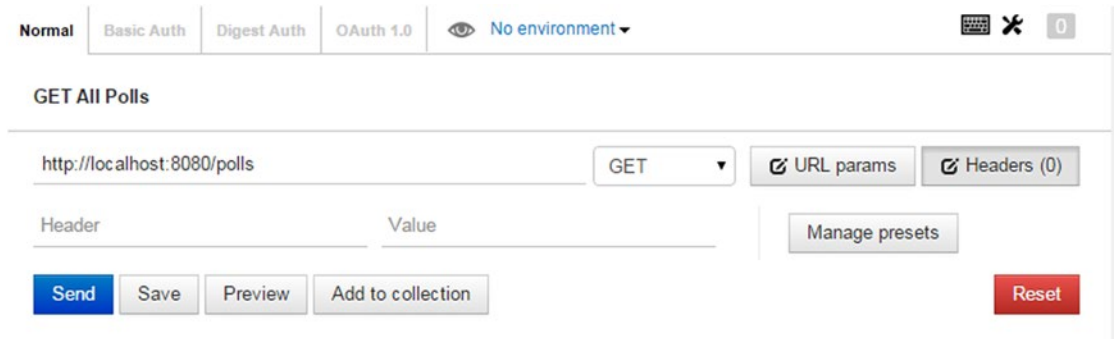 Normal Basic Auth Digest Auth OAuth 1.0 No environment 0
GET All Polls
http://localhost:8080/polls GET URL params Headers (0)
Header Value Manage presets
Send Save Preview Add to collection Reset